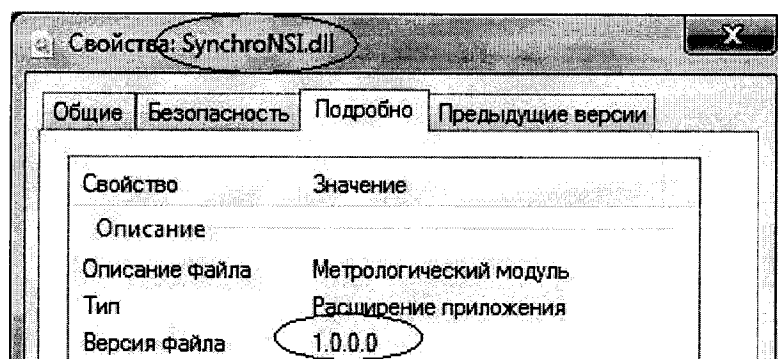 Свойства: SynchroNSI.dll
Общие Безопасность Подробно Предыдущие версии
Свойство Значение
Описание
Описание файла Метрологический модуль
Тип Расширение приложения
Версия файла 1.0.0.0